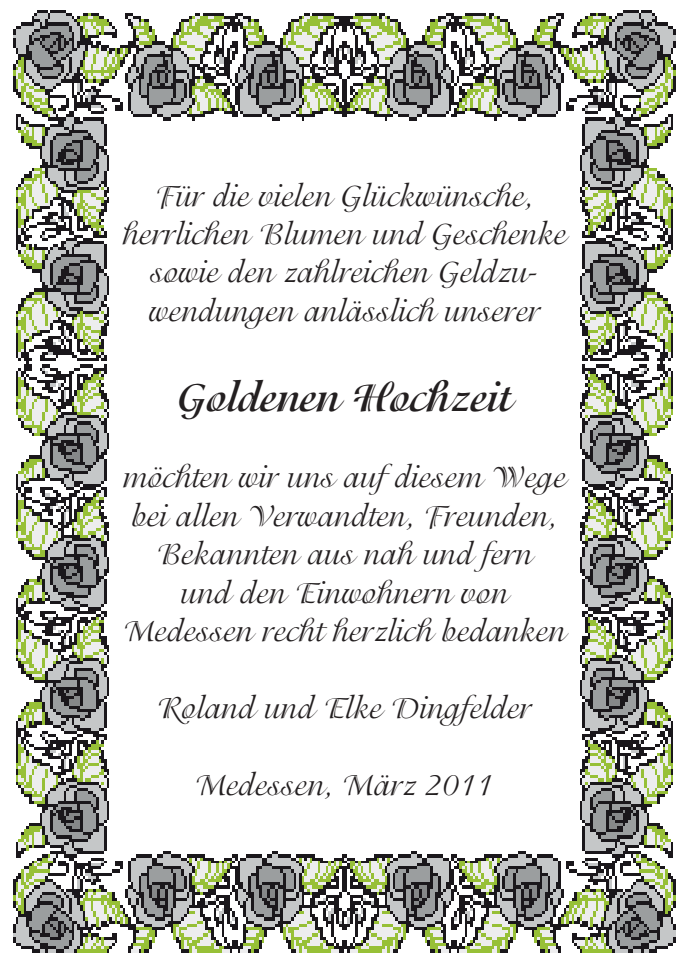 Für die vielen Glückwünsche,
herrlichen Blumen und Geschenke
sowie den zahlreichen Geldzu-
wendungen anlässlich unserer
Goldenen Hochzeit
möchten wir uns auf diesem Wege
bei allen Verwandten, Freunden,
Bekannten aus nah und fern
und den Einwohnern von
Medessen recht herzlich bedanken
Roland und Elke Dingfelder
Medessen, März 2011